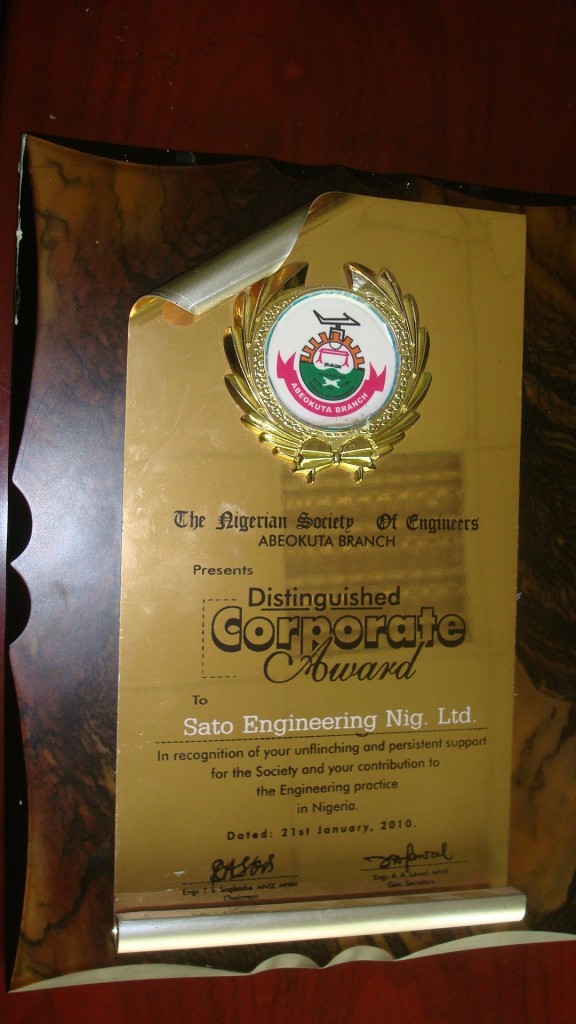 ABEOKUTA BRANCH
The Nigerian Society Of Engineers
ABEOKUTA BRANCH
Presents
Distinguished
Corporate
Award
To
Sato Engineering Nig. Ltd.
In recognition of your unflinching and persistent support
for the Society and your contribution to
the Engineering practice
in Nigeria.
Dated: 21st January, 2010.
Engr. A. A. Lawal
Chairman
Gen. Secretary